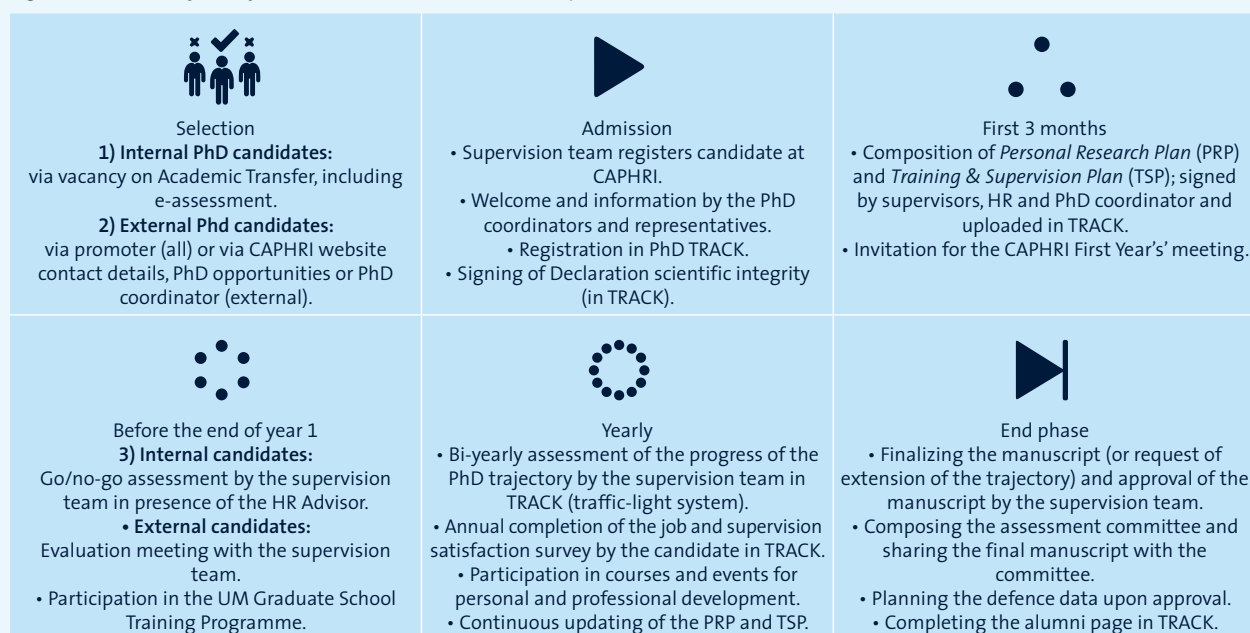 Selection
1) Internal PhD candidates:
via vacancy on Academic Transfer, including
e-assessment.
2) External Phd candidates:
via promoter (all) or via CAPHRI website
contact details, PhD opportunities or PhD
coordinator (external).
Admission
• Supervision team registers candidate at
CAPHRI.
• Welcome and information by the PhD
coordinators and representatives.
• Registration in PhD TRACK.
• Signing of Declaration scientific integrity
(in TRACK).
First 3 months
• Composition of Personal Research Plan (PRP)
and Training & Supervision Plan (TSP); signed
by supervisors, HR and PhD coordinator and
uploaded in TRACK.
• Invitation for the CAPHRI First Year's' meeting.
Before the end of year 1
3) Internal candidates:
Go/no-go assessment by the supervision
team in presence of the HR Advisor.
• External candidates:
Evaluation meeting with the supervision
team.
• Participation in the UM Graduate School
Training Programme.
Yearly
• Bi-yearly assessment of the progress of the
PhD trajectory by the supervision team in
TRACK (traffic-light system).
• Annual completion of the job and supervision
satisfaction survey by the candidate in TRACK.
• Participation in courses and events for
personal and professional development.
• Continuous updating of the PRP and TSP.
End phase
• Finalizing the manuscript (or request of
extension of the trajectory) and approval of the
manuscript by the supervision team.
• Composing the assessment committee and
sharing the final manuscript with the
committee.
• Planning the defence data upon approval.
• Completing the alumni page in TRACK.